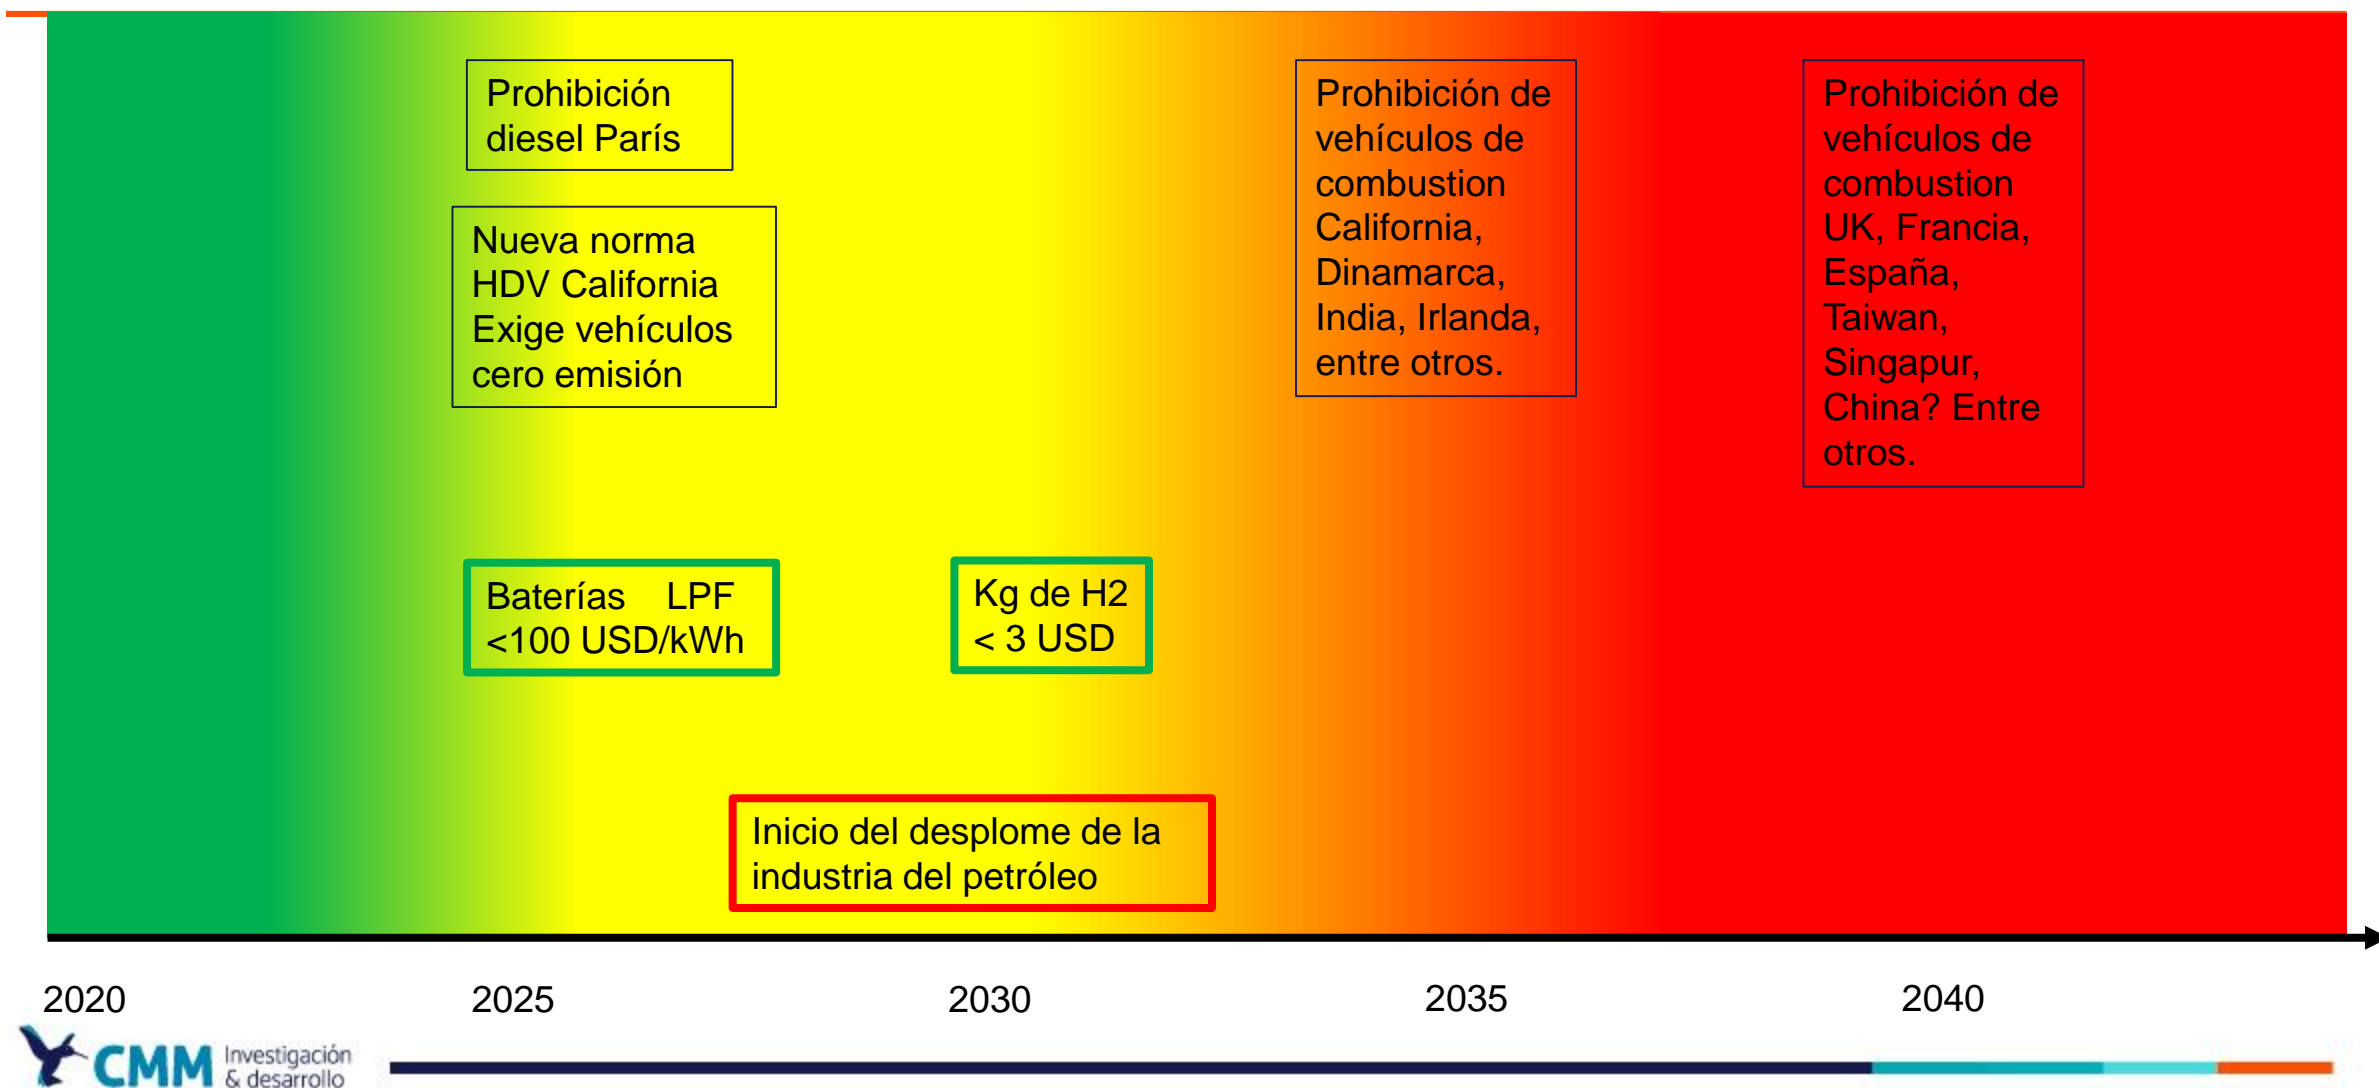 Prohibición
diesel París
Nueva norma
HDV California
Exige vehículos
cero emisión
Prohibición de
vehículos de
combustion
California,
Dinamarca,
India, Irlanda,
entre otros.
Prohibición de
vehículos de
combustion
UK, Francia,
España,
Taiwan,
Singapur,
China? Entre
otros.
Baterías LPF
<100 USD/kWh
Kg de H2
< 3 USD
Inicio del desplome de la
industria del petróleo
2020 2025 2030 2035 2040
CMM Investigación
& desarrollo